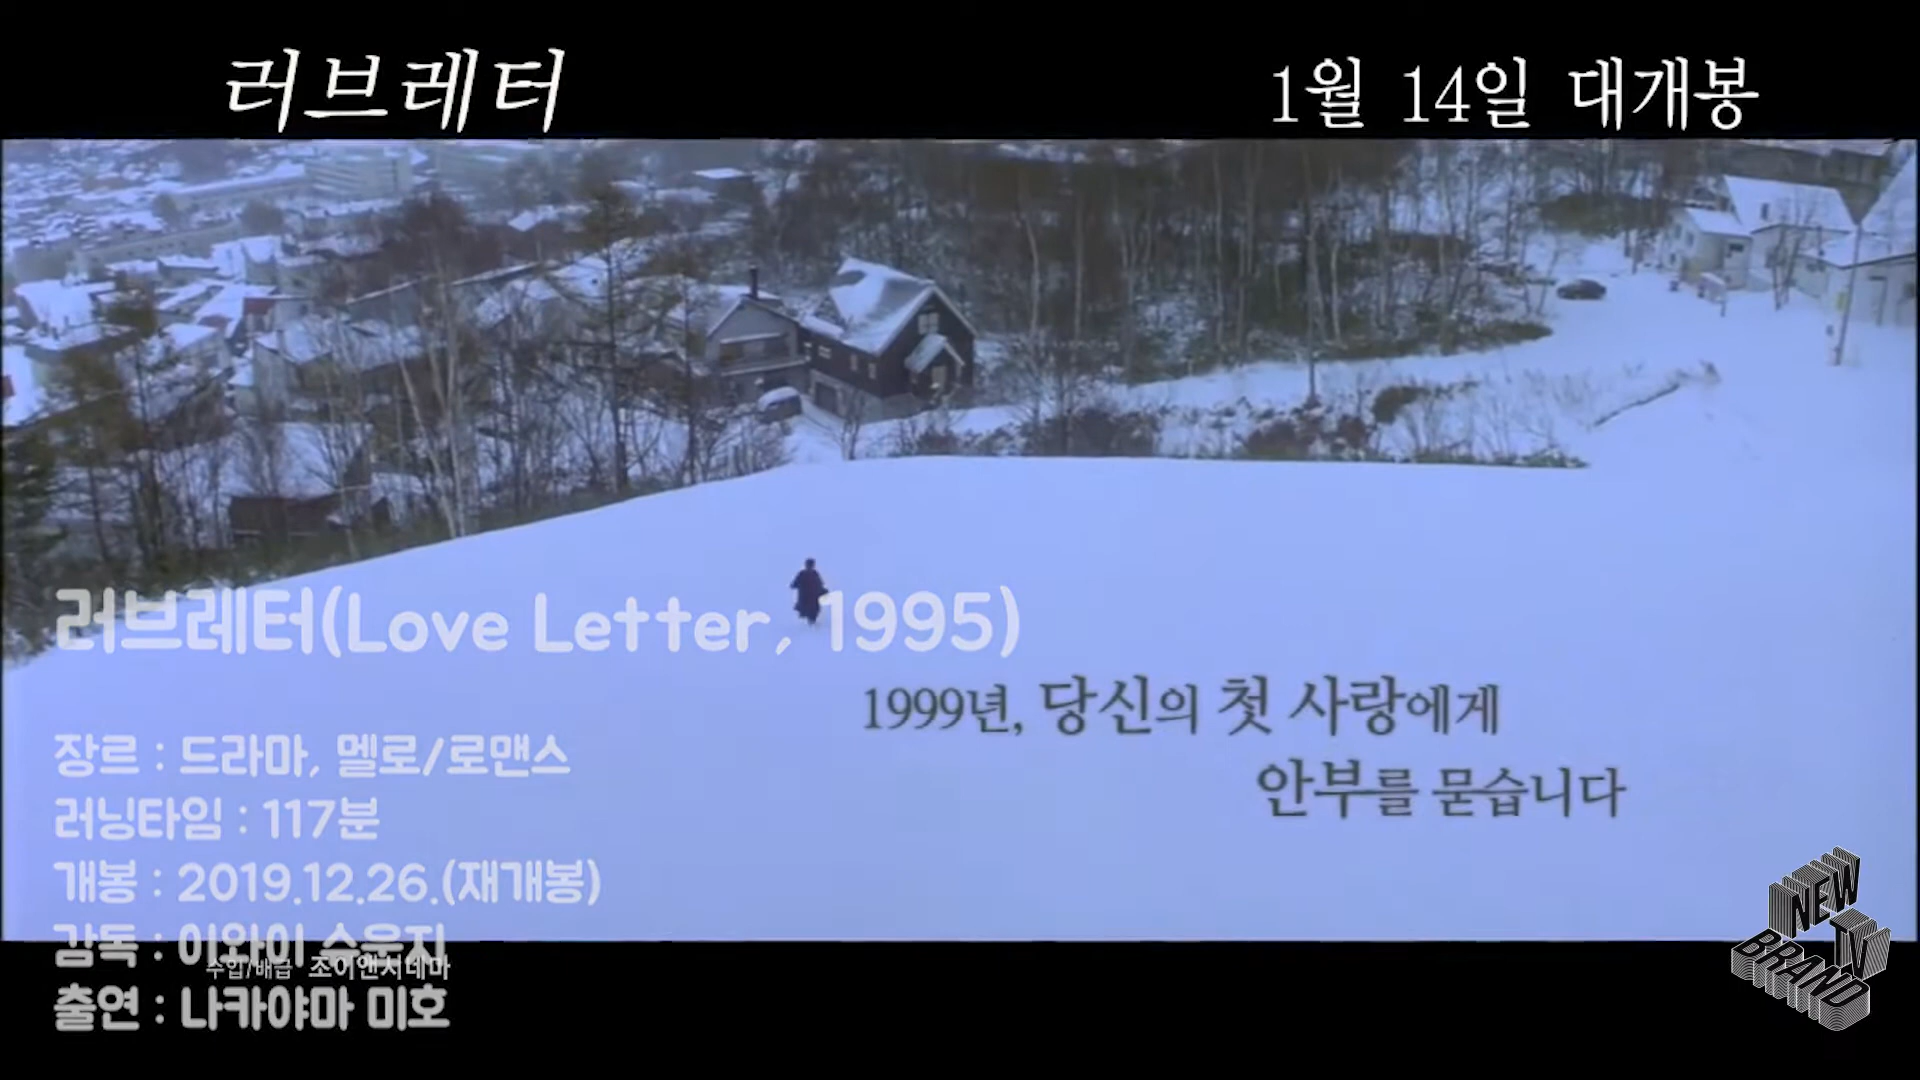 러브레터
1월 14일 대개봉
러브레터(Love Letter, 1995)
1999년, 당신의 첫 사랑에게
안부를 묻습니다
장르 : 드라마, 멜로/로맨스
러닝타임 : 117분
개봉 : 2019.12.26.(재개봉)
감독 : 이와이 슌지
수입/배급 조이앤시네마
출연 : 나카야마 미호
NEW
TV
BRAND